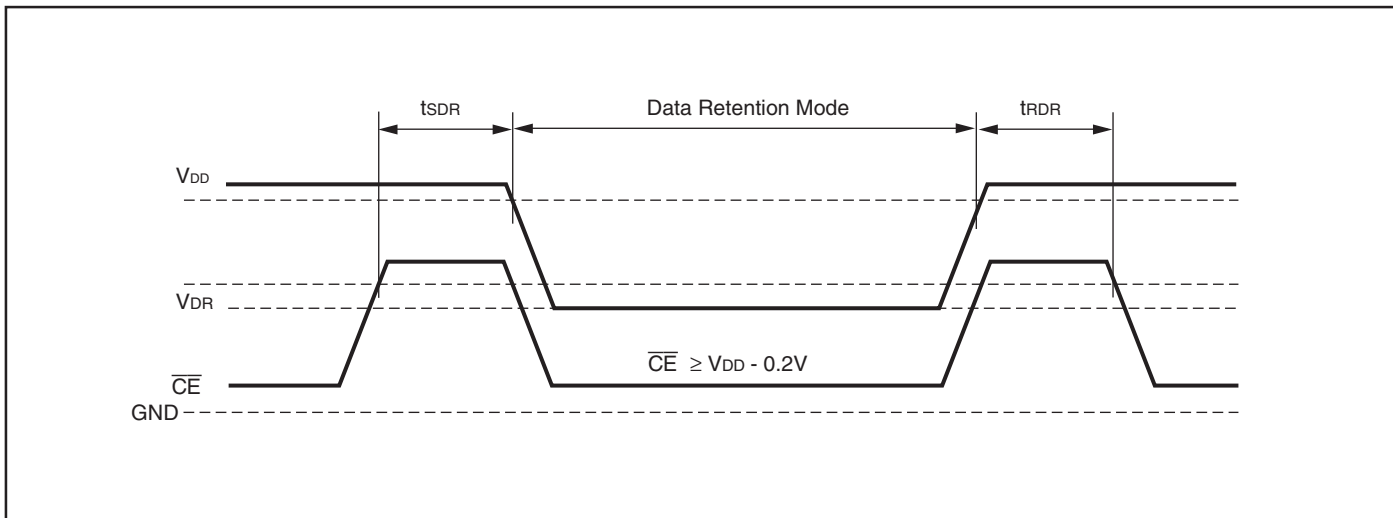 tSDR
Data Retention Mode
tRDR
VDD
VDR
CE ≥ VDD - 0.2V
CE
GND